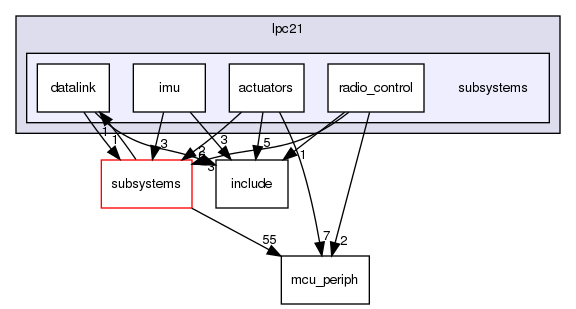 lpc21
datalink
imu
actuators
radio_control
subsystems
1
1
3
3
2
5
1
3
subsystems
include
55
7
2
mcu_periph